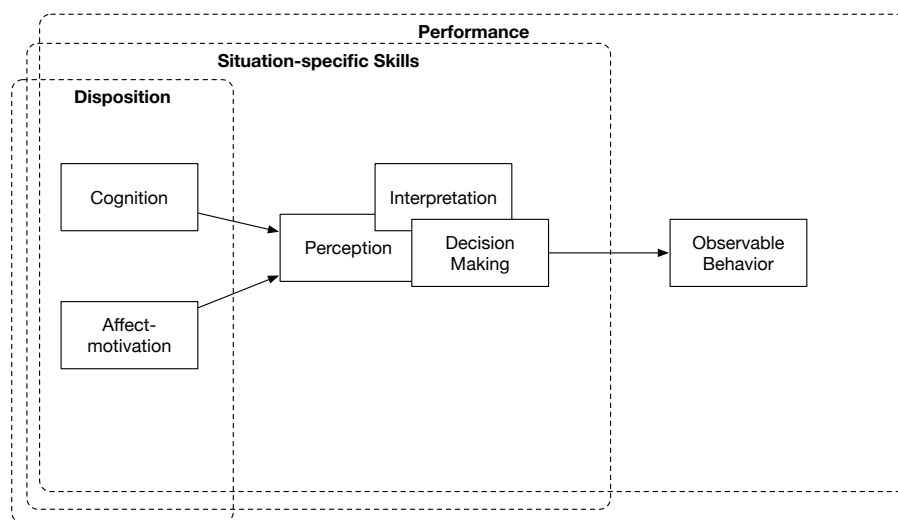 Performance
Situation-specific Skills
Disposition
Cognition
Interpretation
Perception
Decision
Making
Observable
Behavior
Affect-
motivation